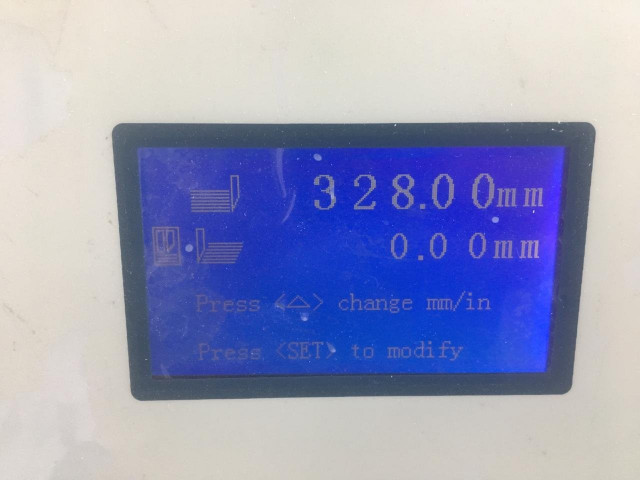 328.00mm
0.00mm
Press <△> change mm/in
Press <SET> to modify